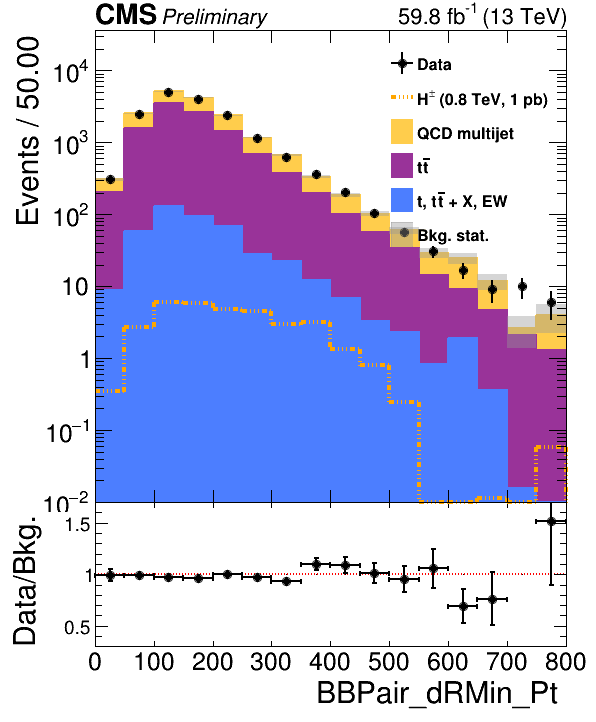 CMS Preliminary 59.8 fb⁻¹ (13 TeV)
Events / 50.00
10⁴
10³
10²
10
1
10⁻¹
10⁻²
Data
H± (0.8 TeV, 1 pb)
QCD multijet
tt̄
t, tt̄ + X, EW
Bkg. stat.
Data/Bkg.
1.5
1
0.5
0 100 200 300 400 500 600 700 800
BBPair_dRMin_Pt